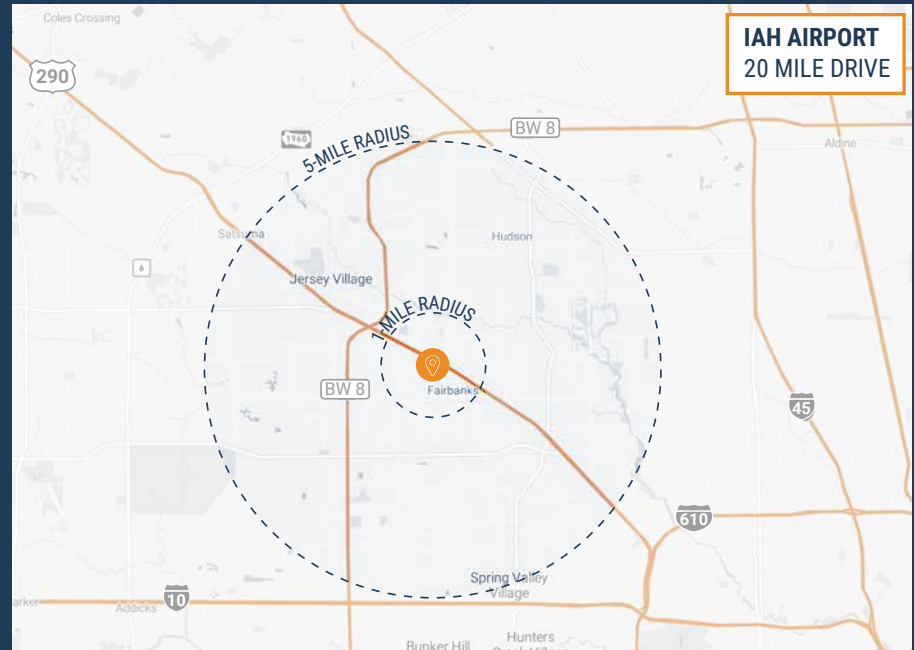 Coles Crossing
IAH AIRPORT
20 MILE DRIVE
290
1960
5-MILE RADIUS
BW 8
Aldine
Satsuma
Hudson
6
Jersey Village
MILE RADIUS
BW 8
Fairbanks
45
610
Spring Valley
Village
10
Addicks
Bunker Hill
Hunters